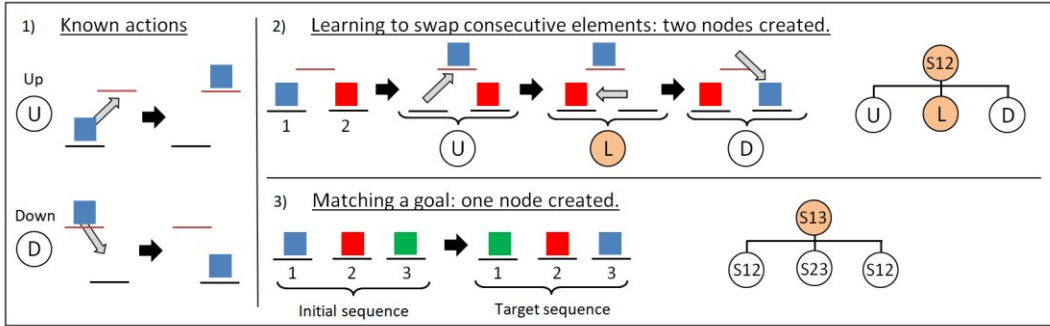 1) Known actions
Up
U
Down
D
2) Learning to swap consecutive elements: two nodes created.
1 2
U L D
S12
U L D
3) Matching a goal: one node created.
1 2 3 1 2 3
Initial sequence Target sequence
S13
S12 S23 S12